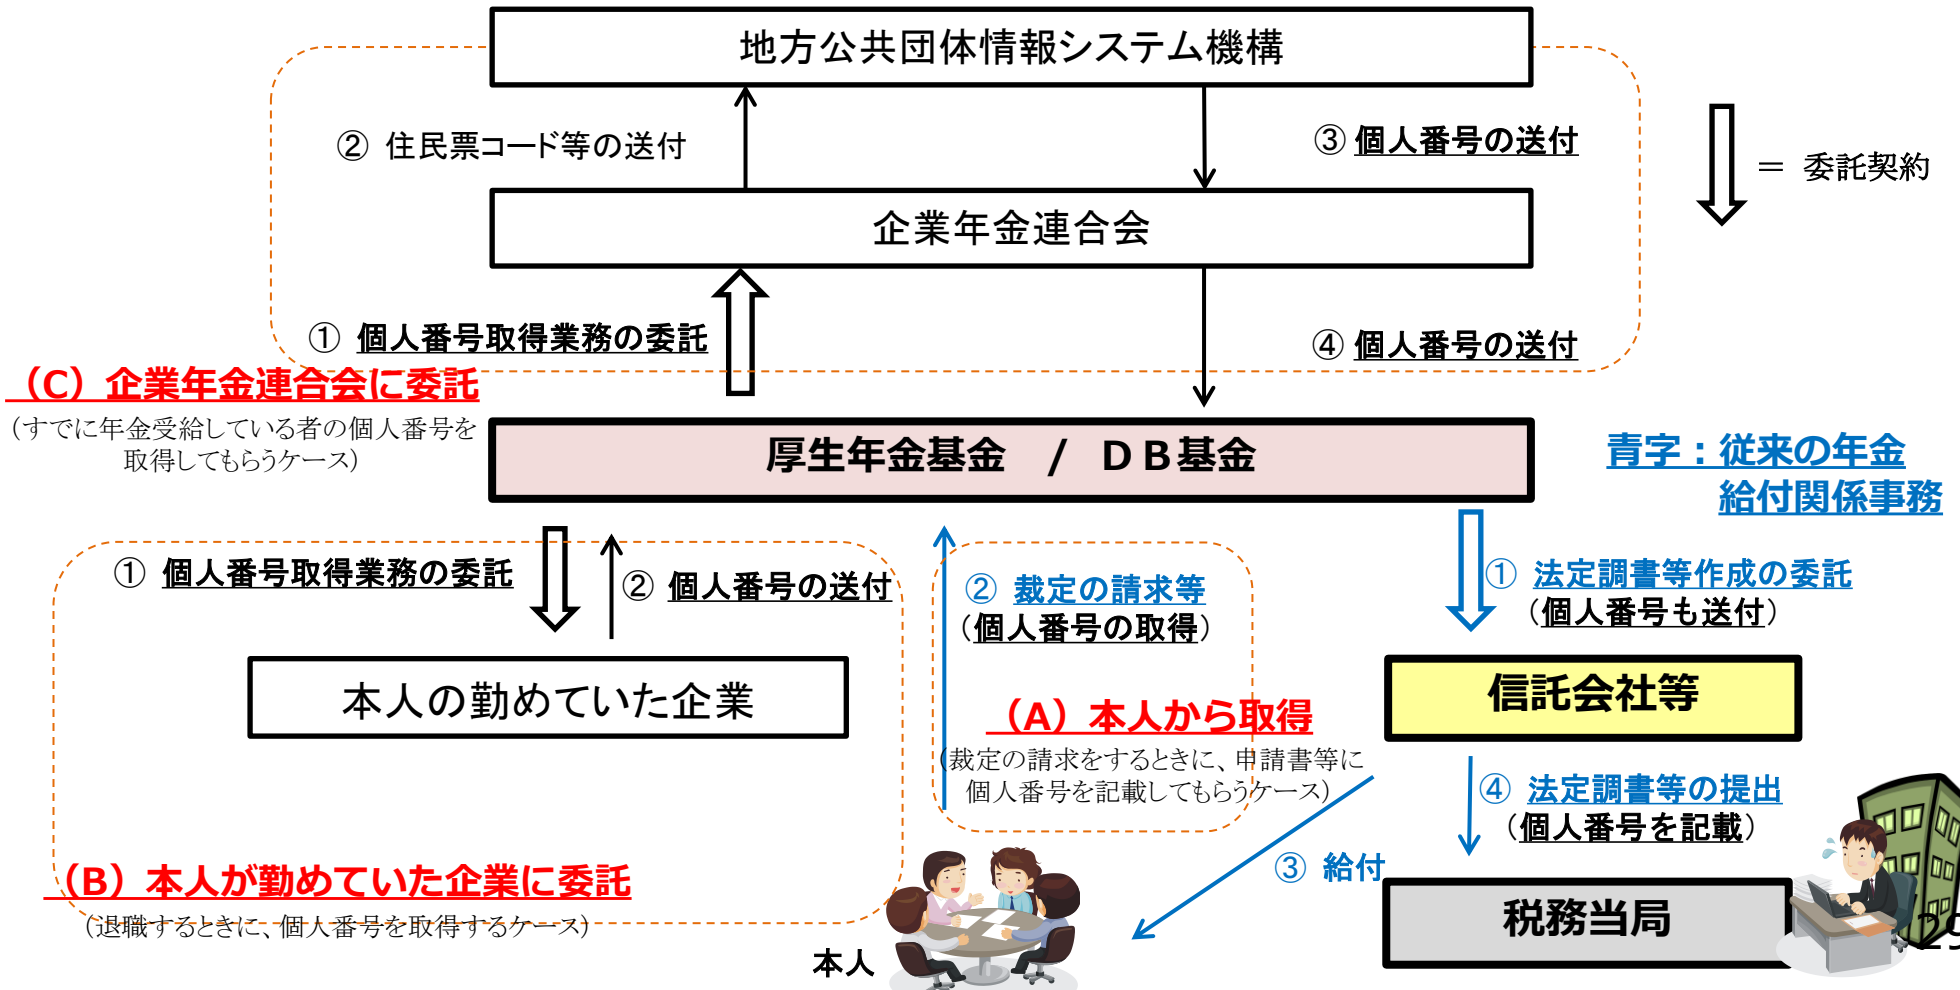 地方公共団体情報システム機構
② 住民票コード等の送付
③ 個人番号の送付
＝ 委託契約
企業年金連合会
① 個人番号取得業務の委託
④ 個人番号の送付
（C）企業年金連合会に委託
（すでに年金受給している者の個人番号を
取得してもらうケース）
厚生年金基金 / ＤＢ基金
青字：従来の年金
給付関係事務
① 個人番号取得業務の委託
② 個人番号の送付
② 裁定の請求等
（個人番号の取得）
① 法定調書等作成の委託
（個人番号も送付）
本人の勤めていた企業
（A）本人から取得
（裁定の請求をするときに、申請書等に
個人番号を記載してもらうケース）
信託会社等
④ 法定調書等の提出
（個人番号を記載）
③ 給付
（B）本人が勤めていた企業に委託
（退職するときに、個人番号を取得するケース）
税務当局
本人